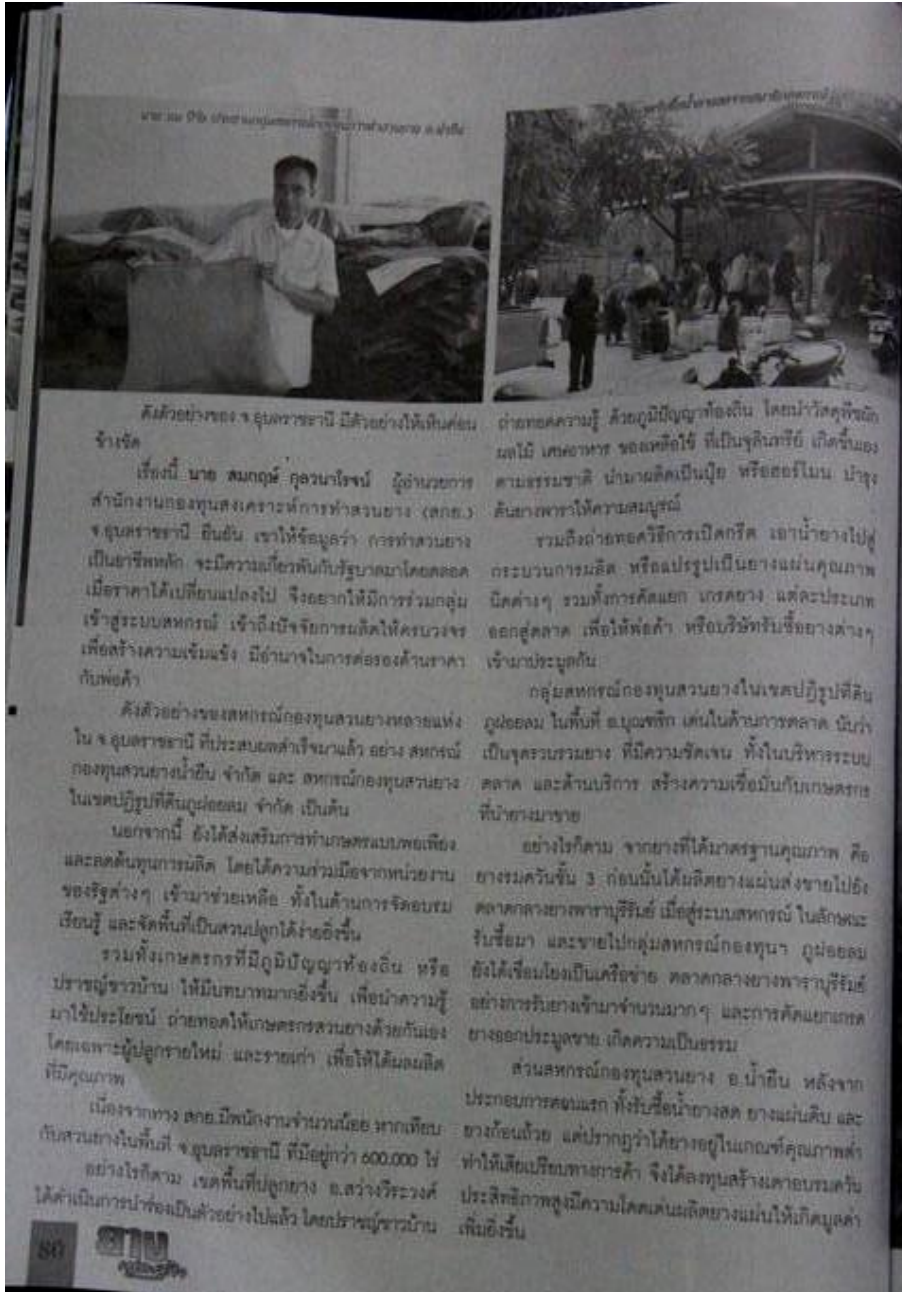 ดังตัวอย่างของ จ.อุบลราชธานี มีตัวอย่างให้เห็นค่อน
ข้างชัด
เรื่องนี้ นาย สมกฤษ์ กุลวนาโรจน์ ผู้อำนวยการ
สำนักงานกองทุนสงเคราะห์การทำสวนยาง (สกย.)
จ.อุบลราชธานี ยืนยัน เขาให้ข้อมูลว่า การทำสวนยาง
เป็นอาชีพหลัก จะมีความเกี่ยวพันกับรัฐบาลมาโดยตลอด
เมื่อราคาได้เปลี่ยนแปลงไป จึงอยากให้มีการร่วมกลุ่ม
เข้าสู่ระบบสหกรณ์ เข้าถึงปัจจัยการผลิตให้ครบวงจร
เพื่อสร้างความเข้มแข็ง มีอำนาจในการต่อรองด้านราคา
กับพ่อค้า
ดังตัวอย่างของสหกรณ์กองทุนสวนยางหลายแห่ง
ใน จ.อุบลราชธานี ที่ประสบผลสำเร็จมาแล้ว อย่าง สหกรณ์
กองทุนสวนยางน้ำยืน จำกัด และ สหกรณ์กองทุนสวนยาง
ในเขตปฏิรูปที่ดินภูฝอยลม จำกัด เป็นต้น
นอกจากนี้ ยังได้ส่งเสริมการทำเกษตรแบบพอเพียง
และลดต้นทุนการผลิต โดยได้ความร่วมมือจากหน่วยงาน
ของรัฐต่างๆ เข้ามาช่วยเหลือ ทั้งในด้านการจัดอบรม
เรียนรู้ และจัดพื้นที่เป็นสวนปลูกได้ง่ายยิ่งขึ้น
รวมทั้งเกษตรกรที่มีภูมิปัญญาท้องถิ่น หรือ
ปราชญ์ชาวบ้าน ให้มีบทบาทมากยิ่งขึ้น เพื่อนำความรู้
มาใช้ประโยชน์ ถ่ายทอดให้เกษตรกรสวนยางด้วยกันเอง
โดยเฉพาะผู้ปลูกรายใหม่ และรายเก่า เพื่อให้ได้ผลผลิต
ที่มีคุณภาพ
เนื่องจากทาง สกย.มีพนักงานจำนวนน้อย หากเทียบ
กับสวนยางในพื้นที่ จ.อุบลราชธานี ที่มีอยู่กว่า 600,000 ไร่
อย่างไรก็ตาม เขตพื้นที่ปลูกยาง อ.สว่างวีระวงศ์
ได้ดำเนินการนำร่องเป็นตัวอย่างไปแล้ว โดยปราชญ์ชาวบ้าน
ถ่ายทอดความรู้ ด้วยภูมิปัญญาท้องถิ่น โดยนำวัสดุพืชผัก
ผลไม้ เศษอาหาร ของเหลือใช้ ที่เป็นจุลินทรีย์ เกิดขึ้นเอง
ตามธรรมชาติ นำมาผลิตเป็นปุ๋ย หรือฮอร์โมน บำรุง
ต้นยางพาราให้ความสมบูรณ์
รวมถึงถ่ายทอดวิธีการเปิดกรีด เอาน้ำยางไปสู่
กระบวนการผลิต หรือแปรรูปเป็นยางแผ่นคุณภาพ
นิดต่างๆ รวมทั้งการคัดแยก เกรดยาง แต่ละประเภท
ออกสู่ตลาด เพื่อให้พ่อค้า หรือบริษัทรับซื้อยางต่างๆ
เข้ามาประมูลกัน
กลุ่มสหกรณ์กองทุนสวนยางในเขตปฏิรูปที่ดิน
ภูฝอยลม ในพื้นที่ อ.บุณฑริก เด่นในด้านการตลาด นับว่า
เป็นจุดรวบรวมยาง ที่มีความชัดเจน ทั้งในบริหารระบบ
ตลาด และด้านบริการ สร้างความเชื่อมั่นกับเกษตรกร
ที่นำยางมาขาย
อย่างไรก็ตาม จากยางที่ได้มาตรฐานคุณภาพ คือ
ยางรมควันชั้น 3 ก่อนนั้นได้ผลิตยางแผ่นส่งขายไปยัง
ตลาดกลางยางพาราบุรีรัมย์ เมื่อสู่ระบบสหกรณ์ ในลักษณะ
รับซื้อมา และขายไปกลุ่มสหกรณ์กองทุนฯ ภูฝอยลม
ยังได้เชื่อมโยงเป็นเครือข่าย ตลาดกลางยางพาราบุรีรัมย์
อย่างการรับยางเข้ามาจำนวนมากๆ และการคัดแยกเกรด
ยางออกประมูลขาย เกิดความเป็นธรรม
ส่วนสหกรณ์กองทุนสวนยาง อ.น้ำยืน หลังจาก
ประกอบการตอนแรก ทั้งรับซื้อน้ำยางสด ยางแผ่นดิบ และ
ยางก้อนถ้วย แต่ปรากฏว่าได้ยางอยู่ในเกณฑ์คุณภาพต่ำ
ทำให้เสียเปรียบทางการค้า จึงได้ลงทุนสร้างเตาอบรมควัน
ประสิทธิภาพสูงมีความโดดเด่นผลิตยางแผ่นให้เกิดมูลค่า
เพิ่มยิ่งขึ้น
80
ยาง